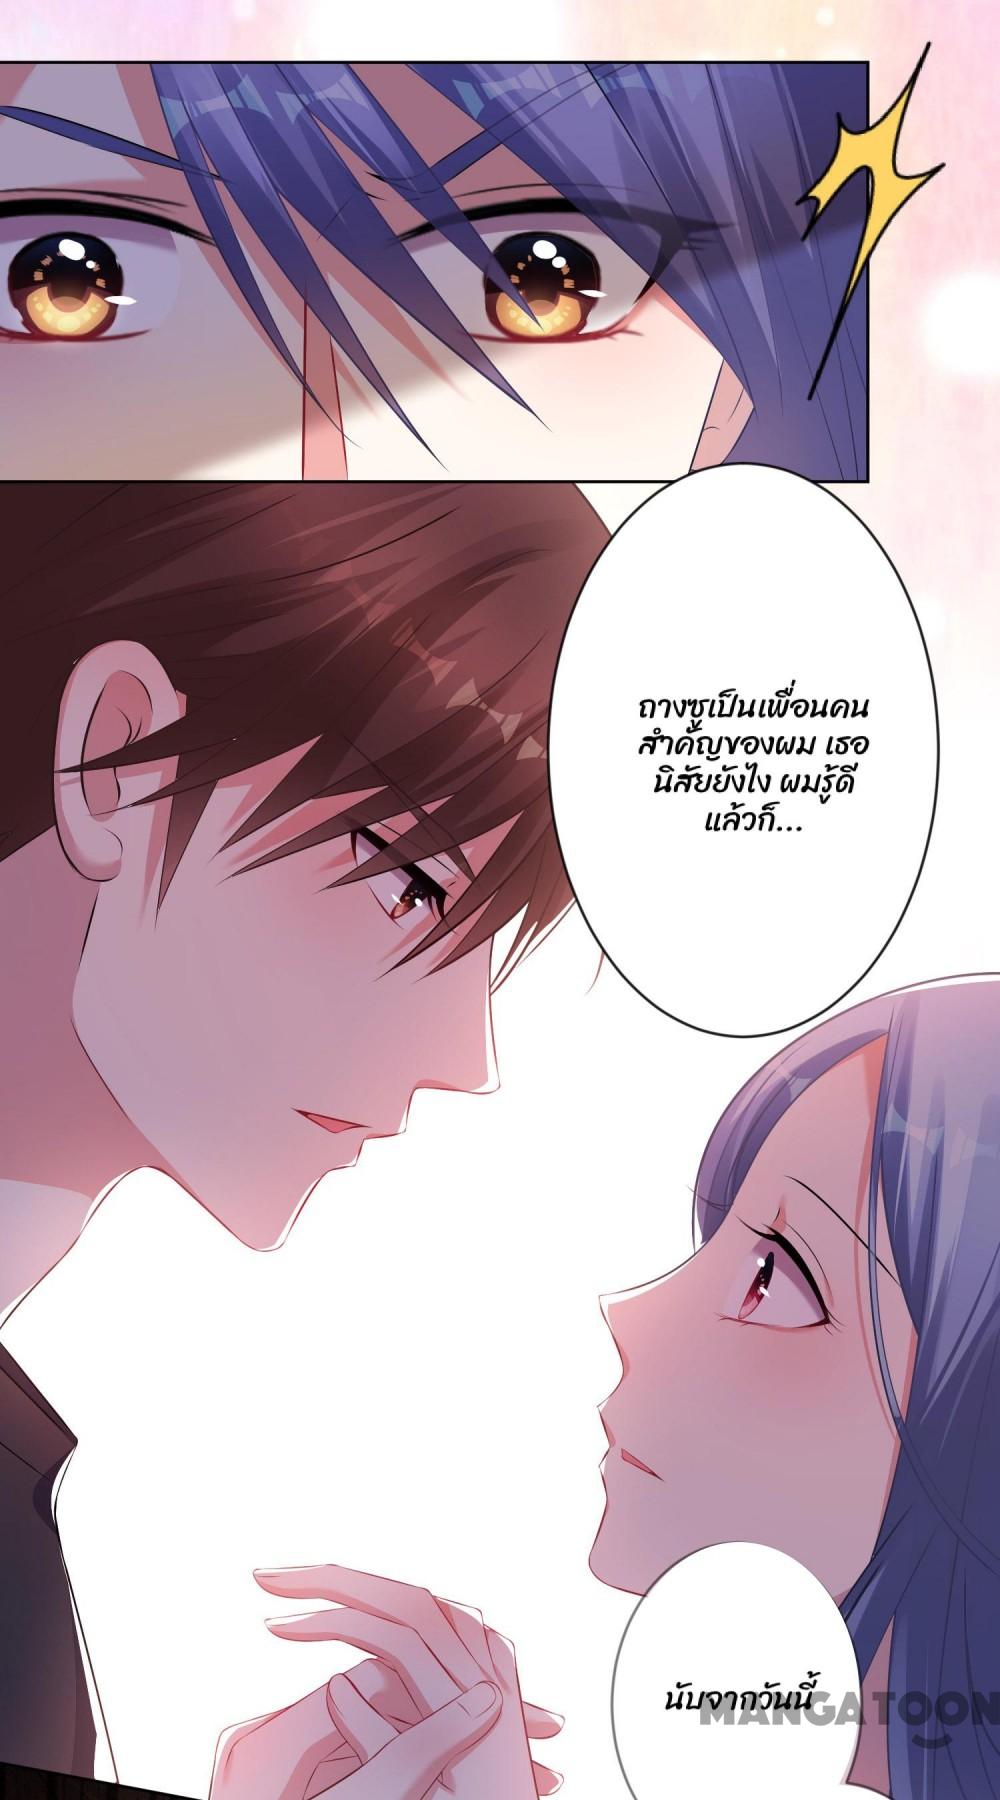 ถางซูเป็นเพื่อนคน
สำคัญของผม เธอ
นิสัยยังไง ผมรู้ดี
แล้วก็...
นับจากวันนี้
MANGATOON